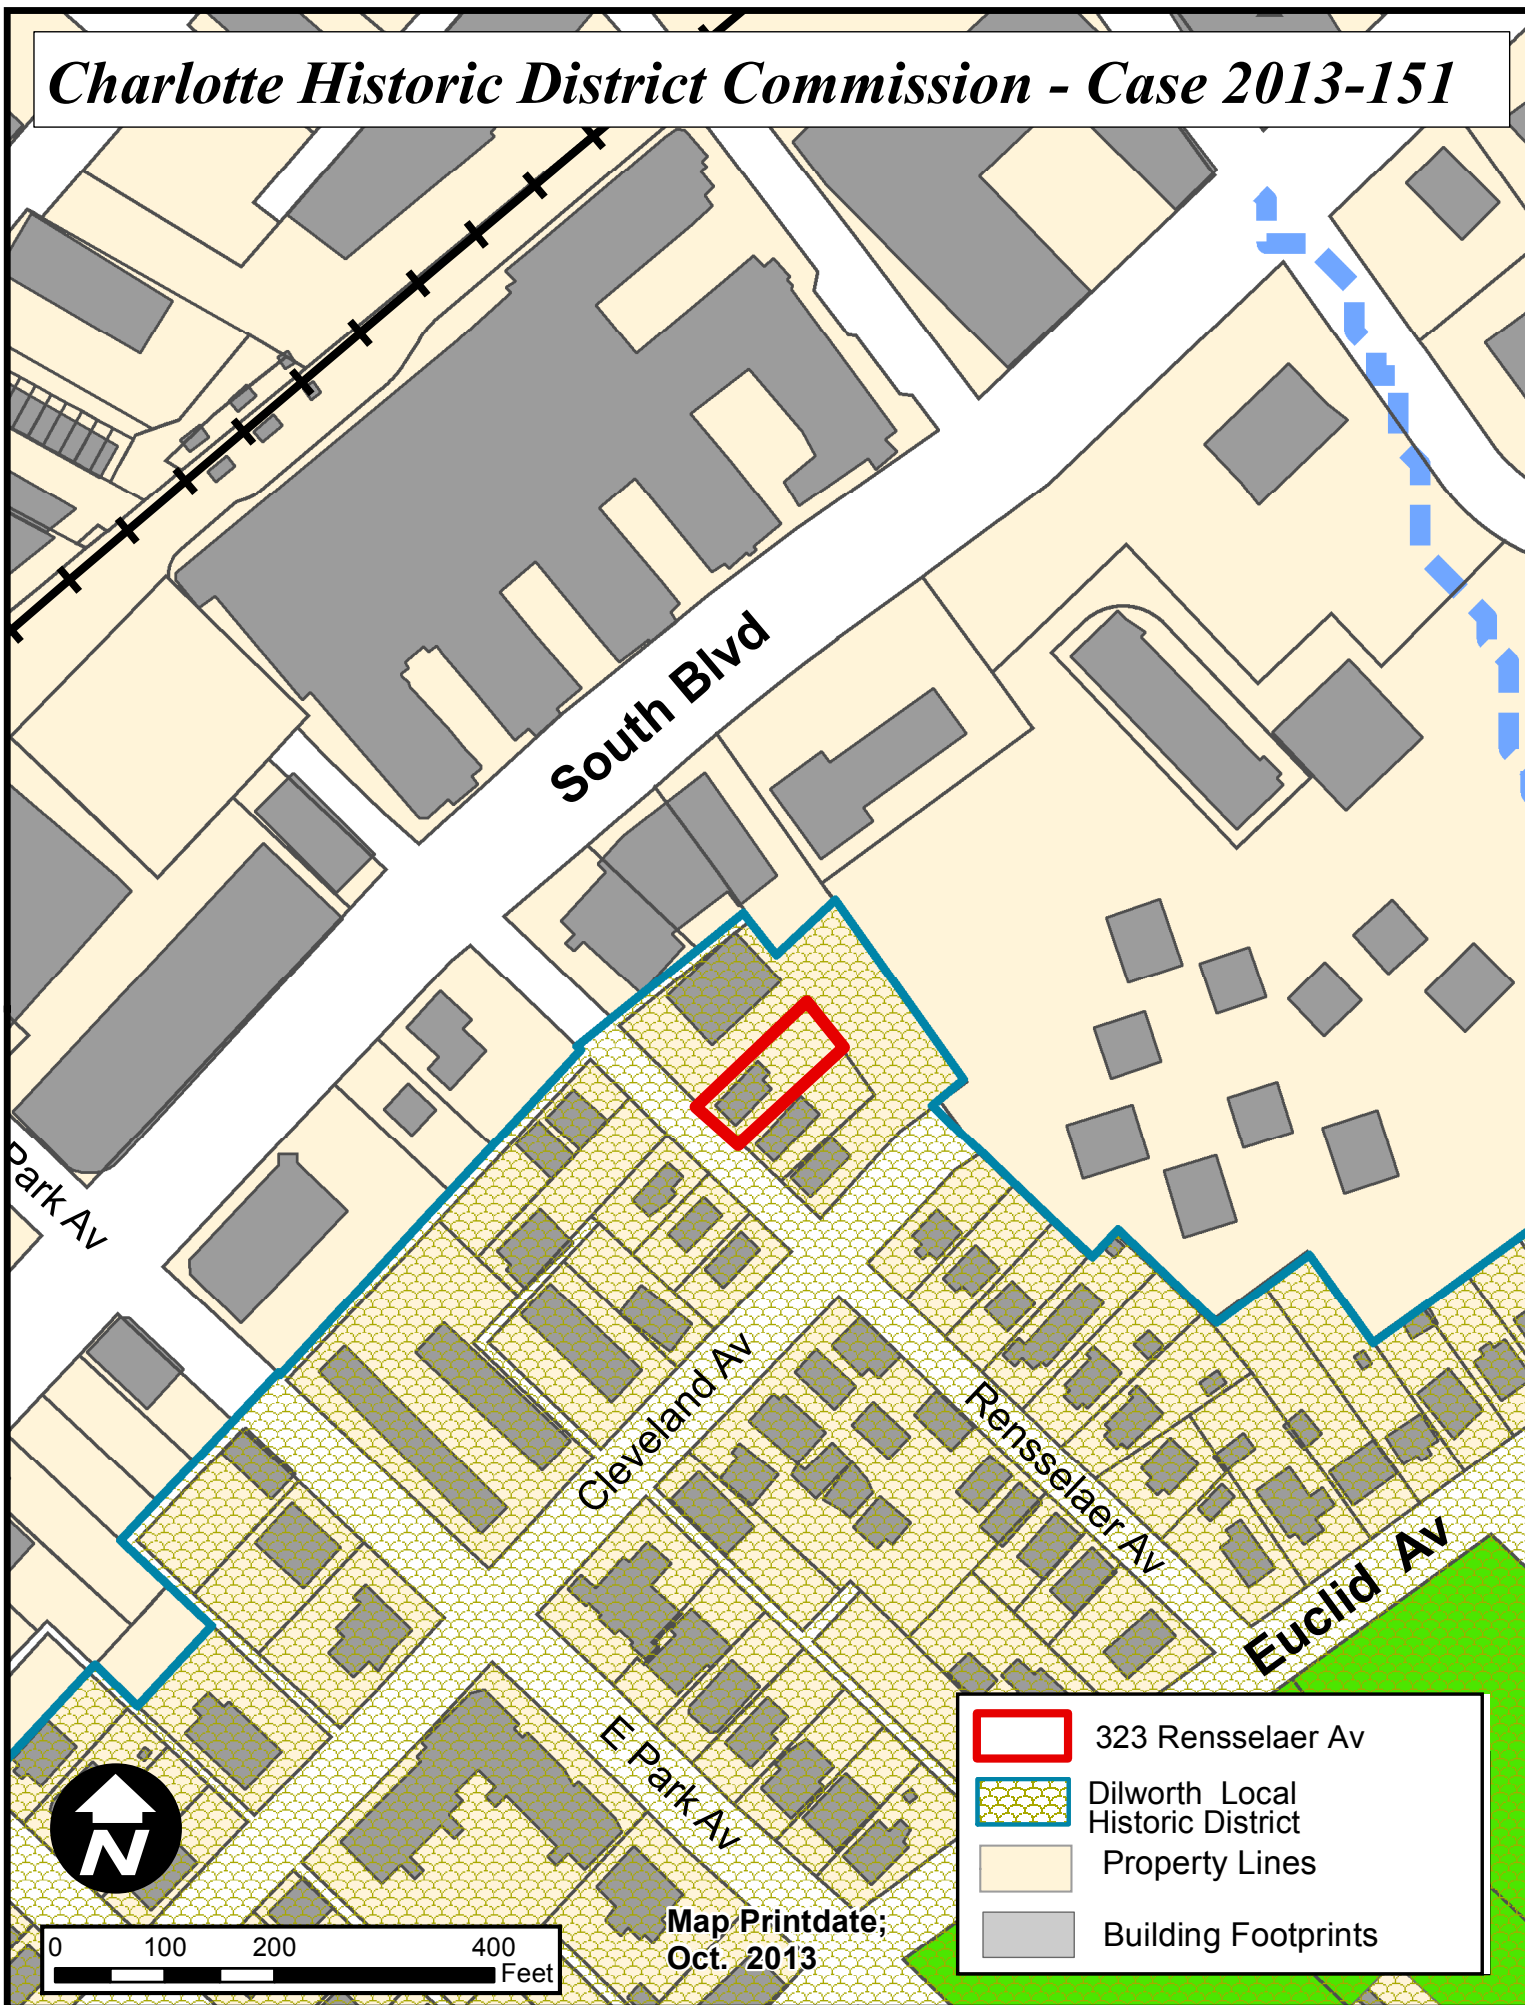 Charlotte Historic District Commission - Case 2013-151
South Blvd
Park Av
Cleveland Av
Rensselaer Av
Euclid Av
E Park Av
323 Rensselaer Av
Dilworth Local
Historic District
Property Lines
Building Footprints
N
0 100 200 400
Feet
Map Printdate;
Oct. 2013